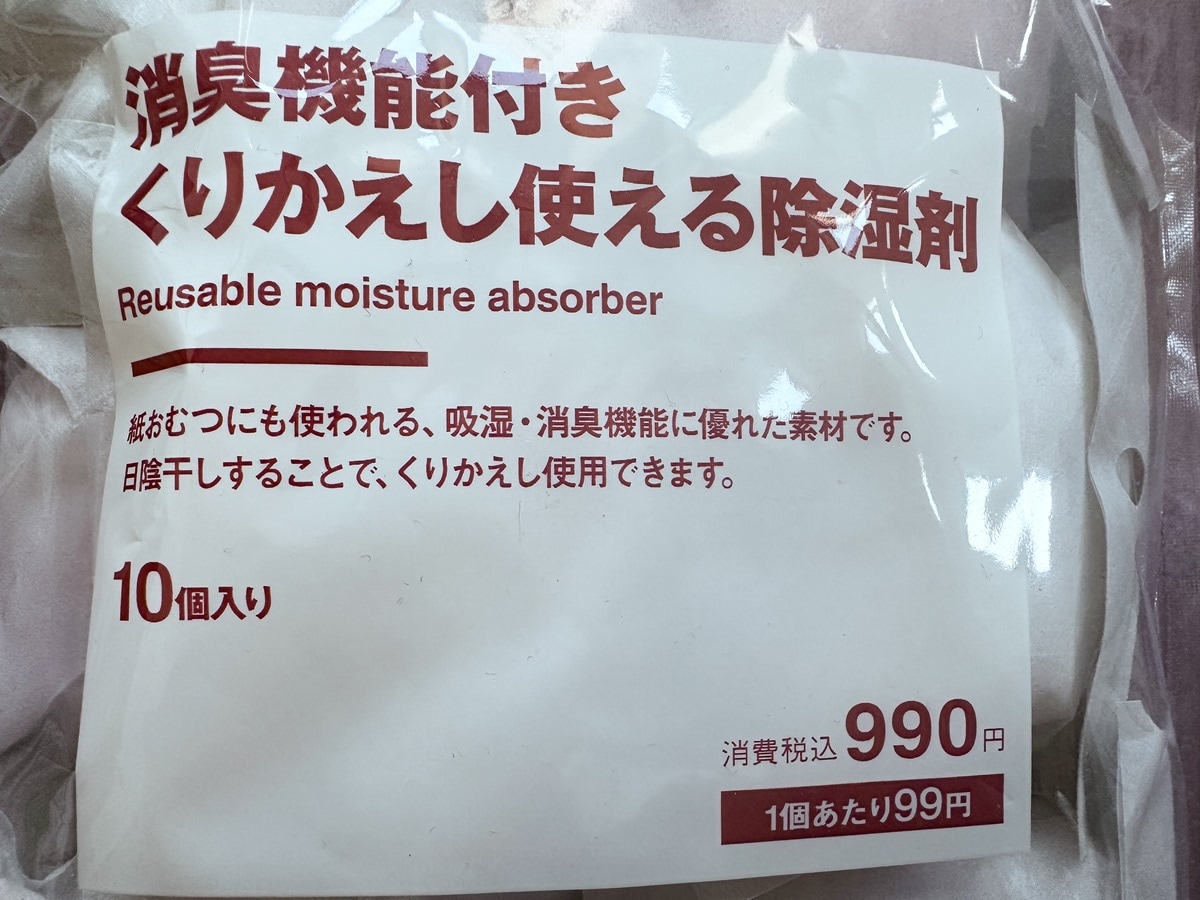 消臭機能付き
くりかえし使える除湿剤
Reusable moisture absorber
紙おむつにも使われる、吸湿・消臭機能に優れた素材です。
日陰干しすることで、くりかえし使用できます。
10個入り
消費税込990円
1個あたり99円